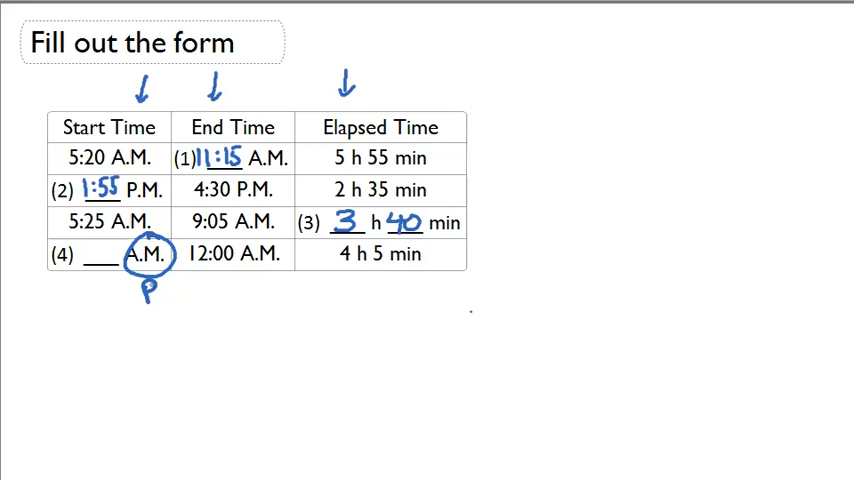 Fill out the form
Start Time End Time Elapsed Time
5:20 A.M. (1) 11:15 A.M. 5 h 55 min
(2) 1:55 P.M. 4:30 P.M. 2 h 35 min
5:25 A.M. 9:05 A.M. (3) 3 h 40 min
(4) ____ A.M. 12:00 A.M. 4 h 5 min
P